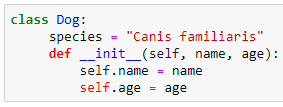 class Dog:
    species = "Canis familiaris"
    def __init__(self, name, age):
        self.name = name
        self.age = age